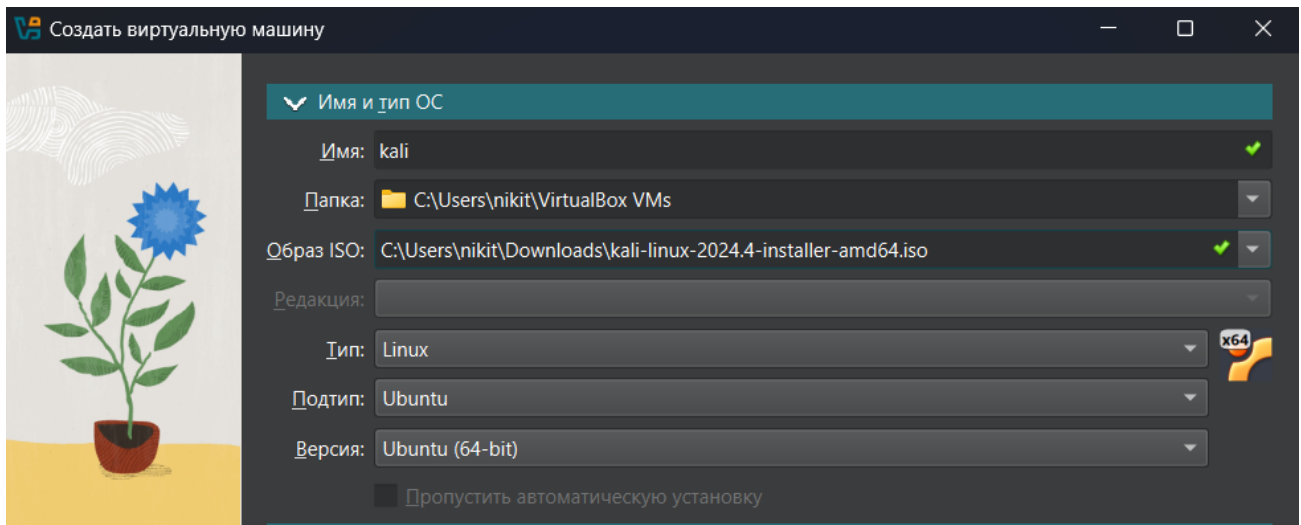 Создать виртуальную машину
Имя и тип ОС
Имя: kali
Папка: C:\Users\nikit\VirtualBox VMs
Образ ISO: C:\Users\nikit\Downloads\kali-linux-2024.4-installer-amd64.iso
Редакция:
Тип: Linux
x64
Подтип: Ubuntu
Версия: Ubuntu (64-bit)
Пропустить автоматическую установку